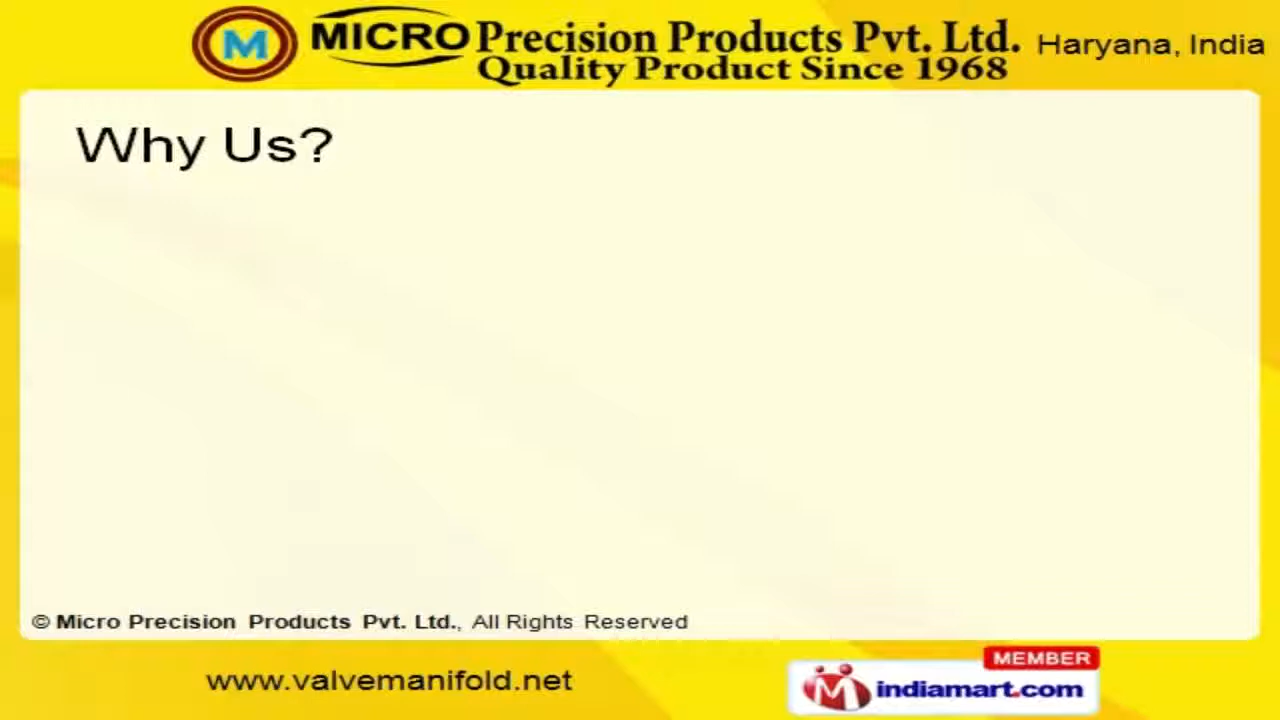 M MICRO Precision Products Pvt. Ltd. Haryana, India
Quality Product Since 1968
Why Us?
© Micro Precision Products Pvt. Ltd., All Rights Reserved
MEMBER
www.valvemanifold.net
indiamart.com